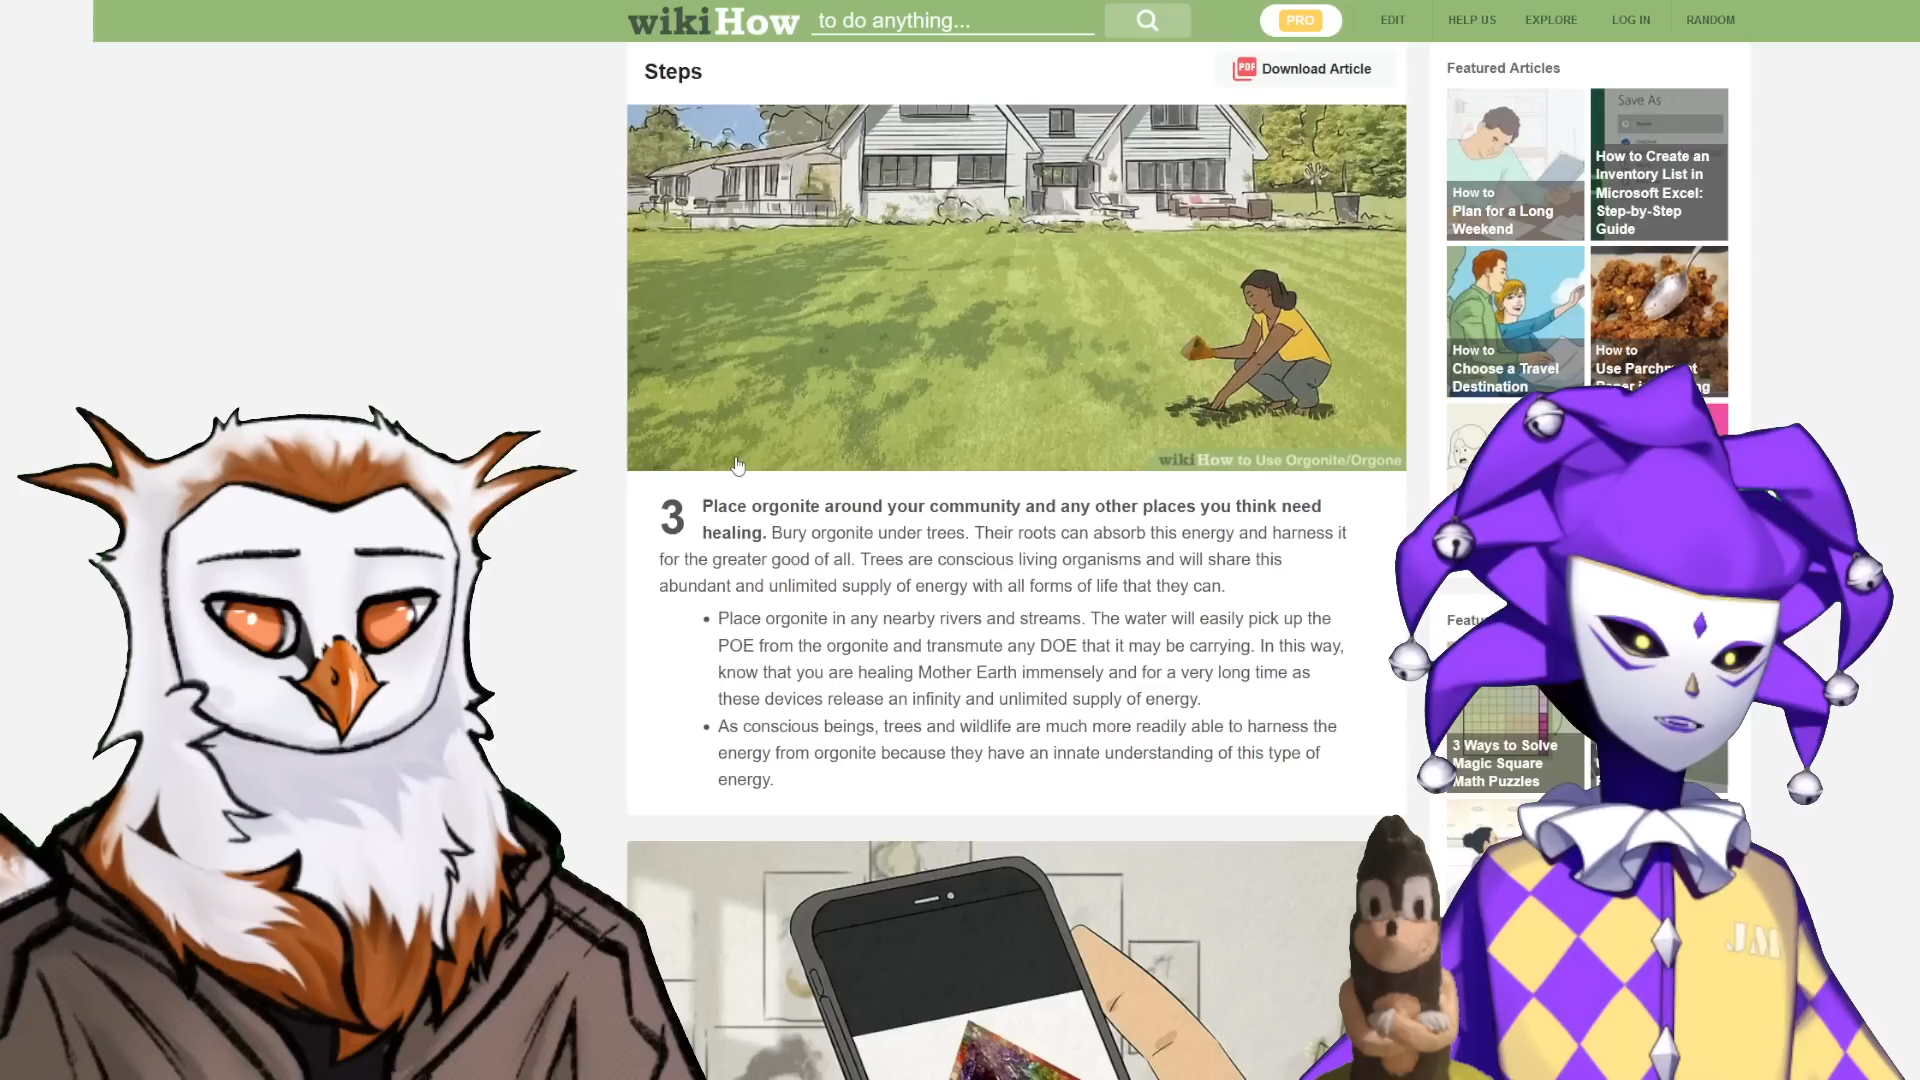 wikiHow to do anything...
PRO
EDIT
HELP US
EXPLORE
LOG IN
RANDOM
Steps
PDF
Download Article
wikiHow to Use Orgonite/Orgone
3 Place orgonite around your community and any other places you think need
healing. Bury orgonite under trees. Their roots can absorb this energy and harness it
for the greater good of all. Trees are conscious living organisms and will share this
abundant and unlimited supply of energy with all forms of life that they can.
• Place orgonite in any nearby rivers and streams. The water will easily pick up the
POE from the orgonite and transmute any DOE that it may be carrying. In this way,
know that you are healing Mother Earth immensely and for a very long time as
these devices release an infinity and unlimited supply of energy.
• As conscious beings, trees and wildlife are much more readily able to harness the
energy from orgonite because they have an innate understanding of this type of
energy.
Featured Articles
How to
Plan for a Long
Weekend
Save As
How to Create an
Inventory List in
Microsoft Excel:
Step-by-Step
Guide
How to
Choose a Travel
Destination
How to
Use
3 Ways to Solve
Magic Square
Math Puzzles
JM